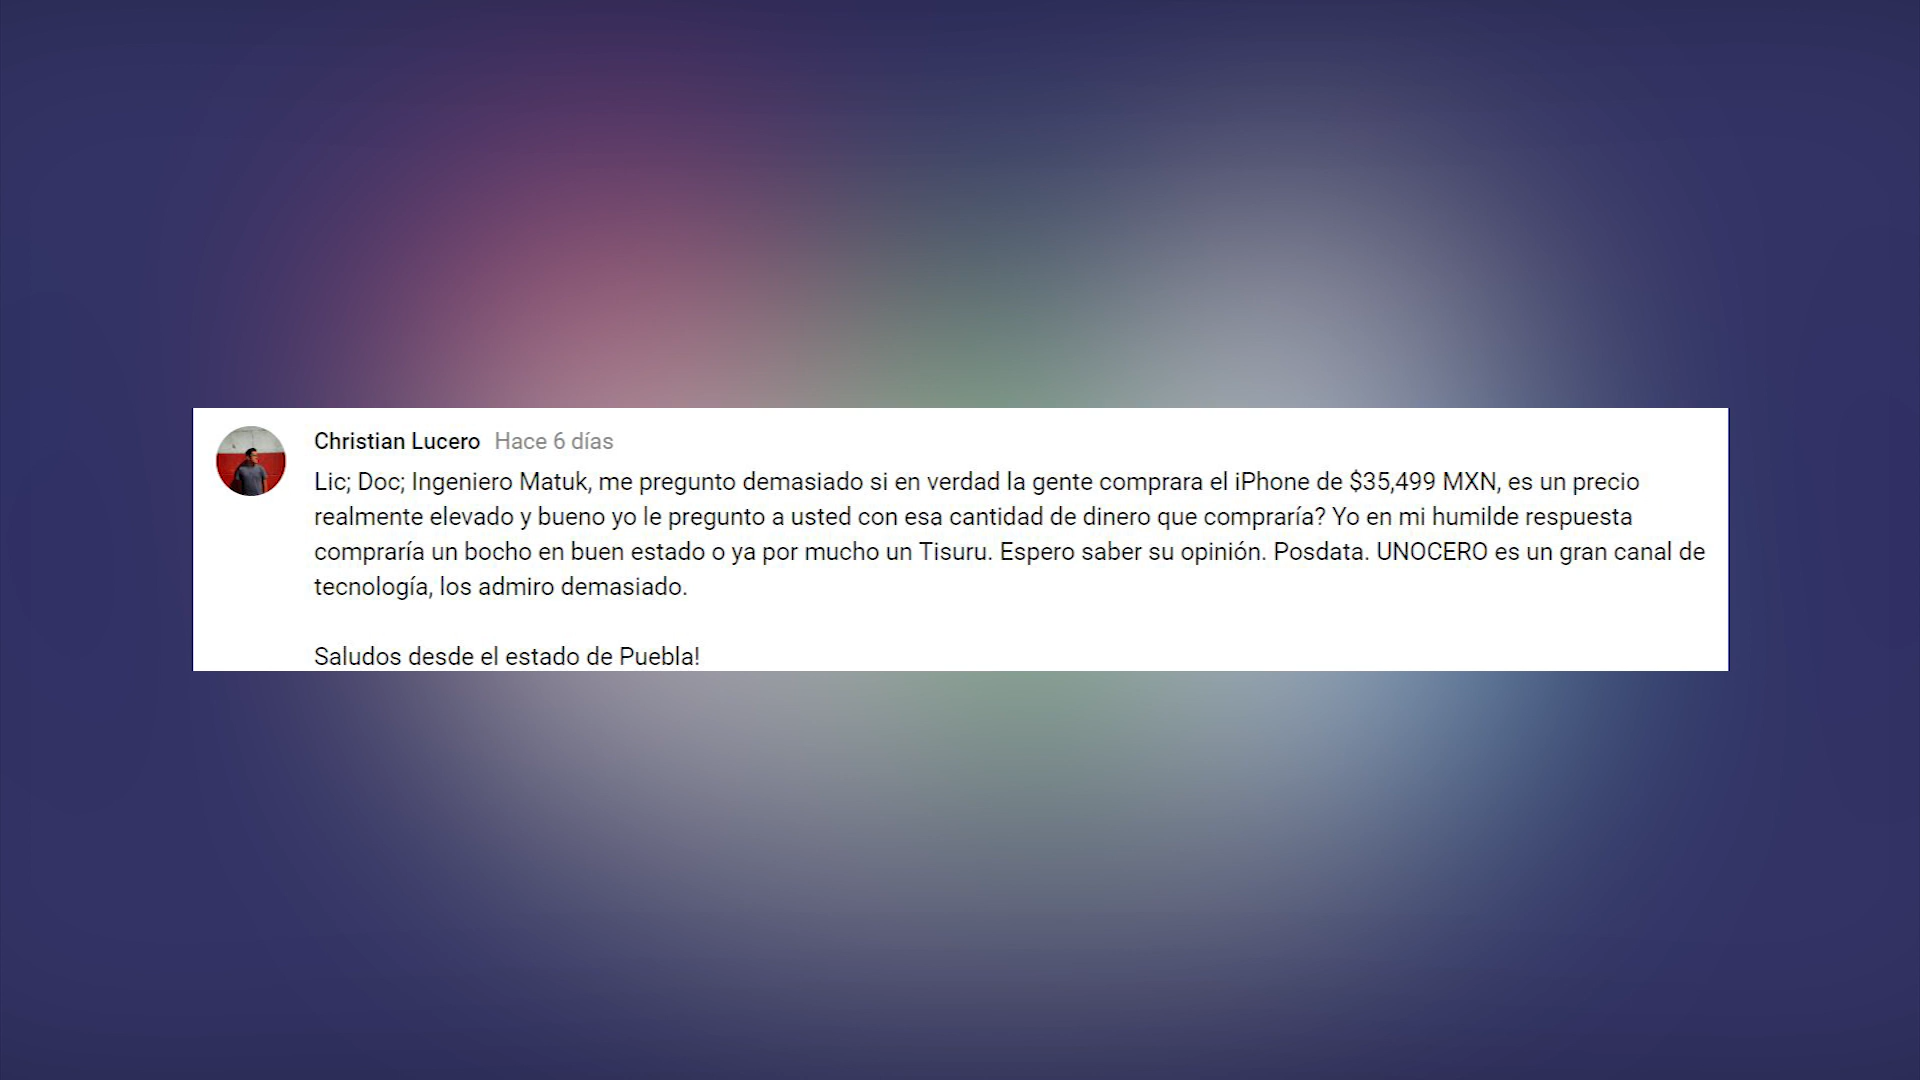 Christian Lucero Hace 6 días
Lic; Doc; Ingeniero Matuk, me pregunto demasiado si en verdad la gente comprara el iPhone de $35,499 MXN, es un precio
realmente elevado y bueno yo le pregunto a usted con esa cantidad de dinero que compraría? Yo en mi humilde respuesta
compraría un bocho en buen estado o ya por mucho un Tisuru. Espero saber su opinión. Posdata. UNOCERO es un gran canal de
tecnología, los admiro demasiado.
Saludos desde el estado de Puebla!